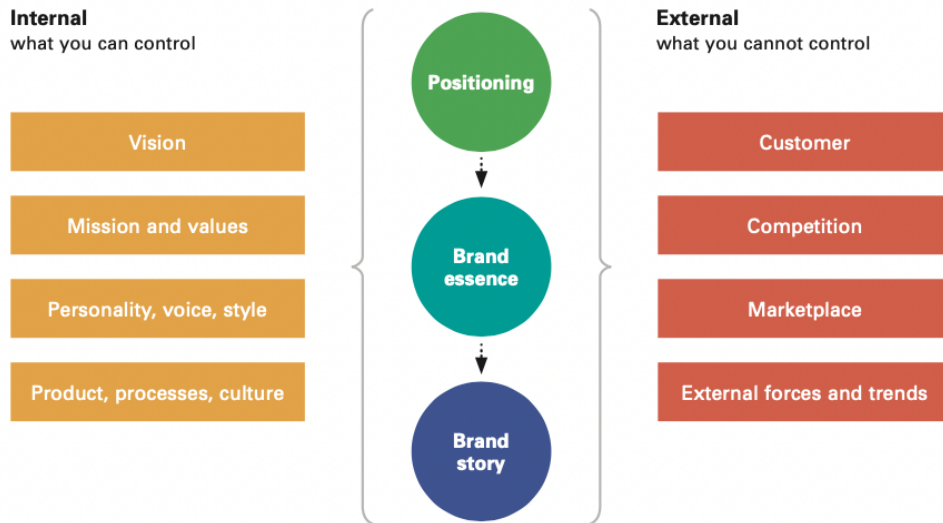 Internal
what you can control
Vision
Mission and values
Personality, voice, style
Product, processes, culture
Positioning
Brand
essence
Brand
story
External
what you cannot control
Customer
Competition
Marketplace
External forces and trends